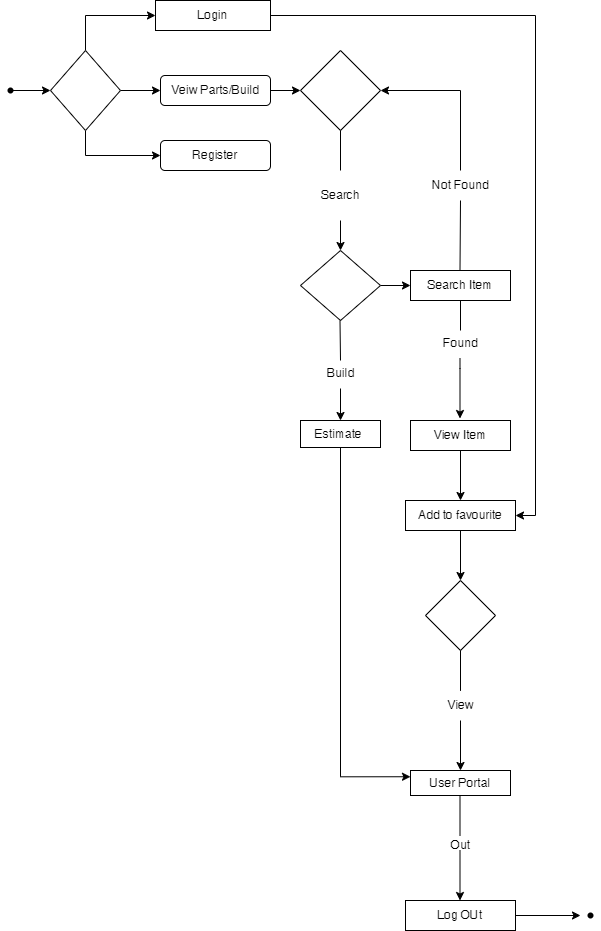 Login
Veiw Parts/Build
Register
Search
Not Found
Search Item
Found
Build
Estimate
View Item
Add to favourite
View
User Portal
Out
Log OUt